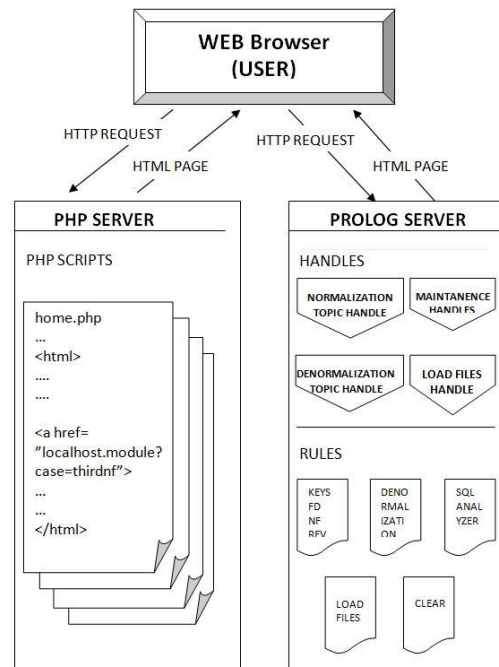 WEB Browser
(USER)
HTTP REQUEST
HTML PAGE
HTTP REQUEST
HTML PAGE
PHP SERVER
PHP SCRIPTS
home.php
...
<html>
....
....
<a href=
"localhost.module?
case=thirdnf">
...
...
</html>
PROLOG SERVER
HANDLES
NORMALIZATION
TOPIC HANDLE
MAINTANENCE
HANDLES
DENORMALIZATION
TOPIC HANDLE
LOAD FILES
HANDLE
RULES
KEYS
FD
NF
REV
DENO
RMAL
IZATI
ON
SQL
ANAL
YZER
LOAD
FILES
CLEAR